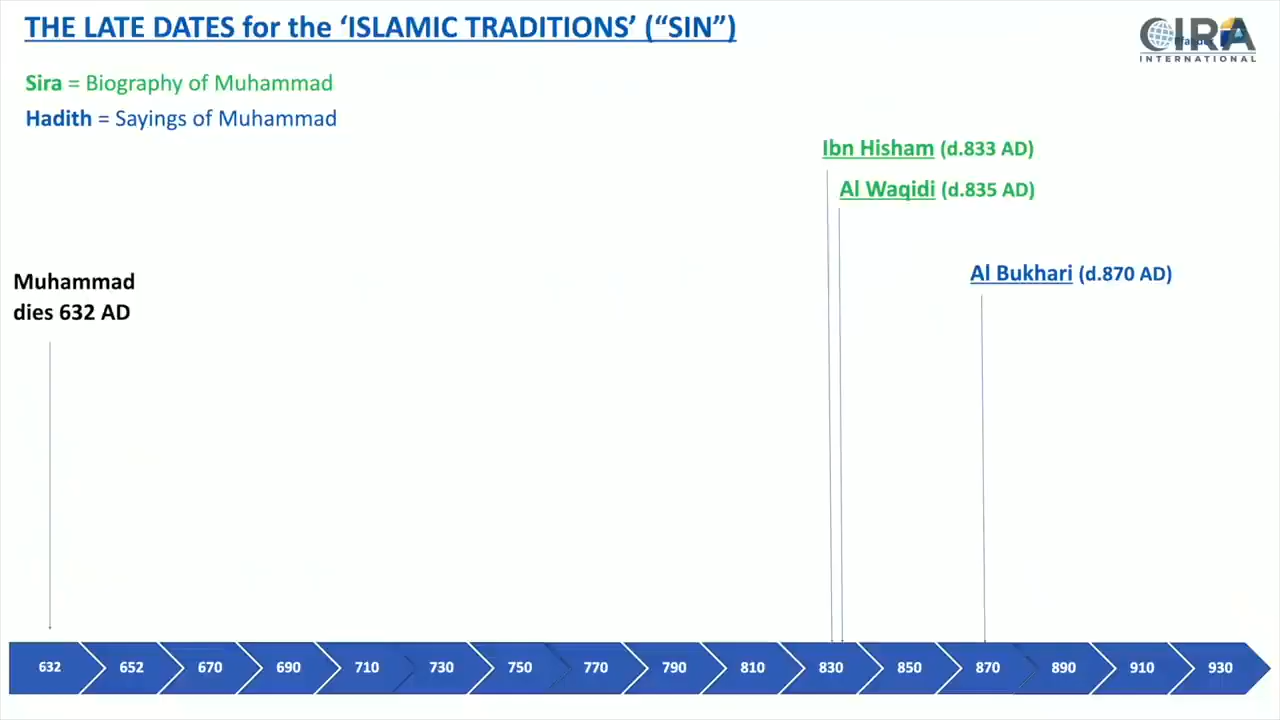 THE LATE DATES for the ‘ISLAMIC TRADITIONS’ (“SIN”)
CIRA
INTERNATIONAL
Sira = Biography of Muhammad
Hadith = Sayings of Muhammad
Ibn Hisham (d.833 AD)
Al Waqidi (d.835 AD)
Al Bukhari (d.870 AD)
Muhammad
dies 632 AD
632 652 670 690 710 730 750 770 790 810 830 850 870 890 910 930